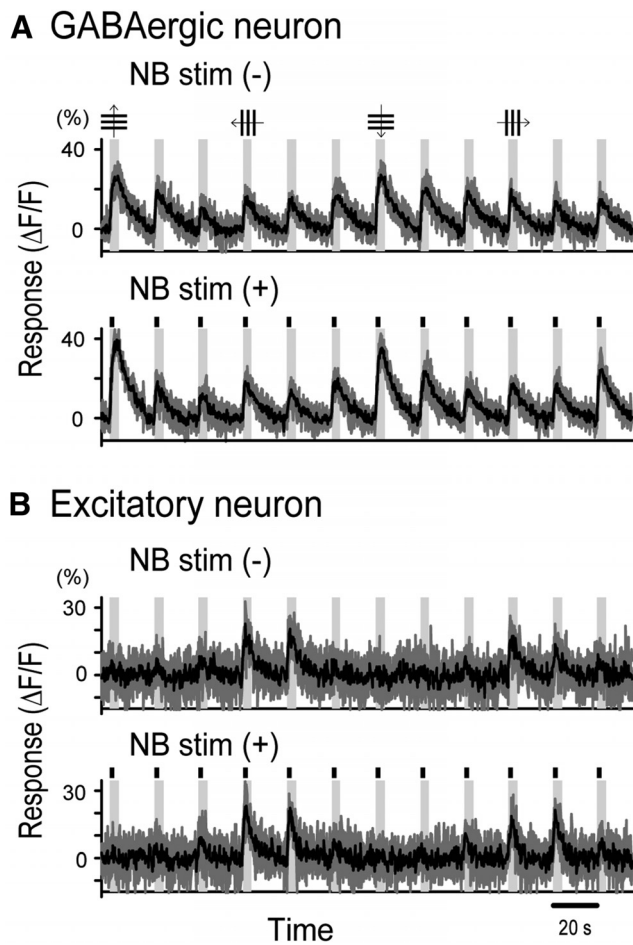 A GABAergic neuron
NB stim (-)
(%)
40
0
NB stim (+)
40
0
Response (ΔF/F)
B Excitatory neuron
NB stim (-)
(%)
30
0
NB stim (+)
30
0
Response (ΔF/F)
Time
20 s